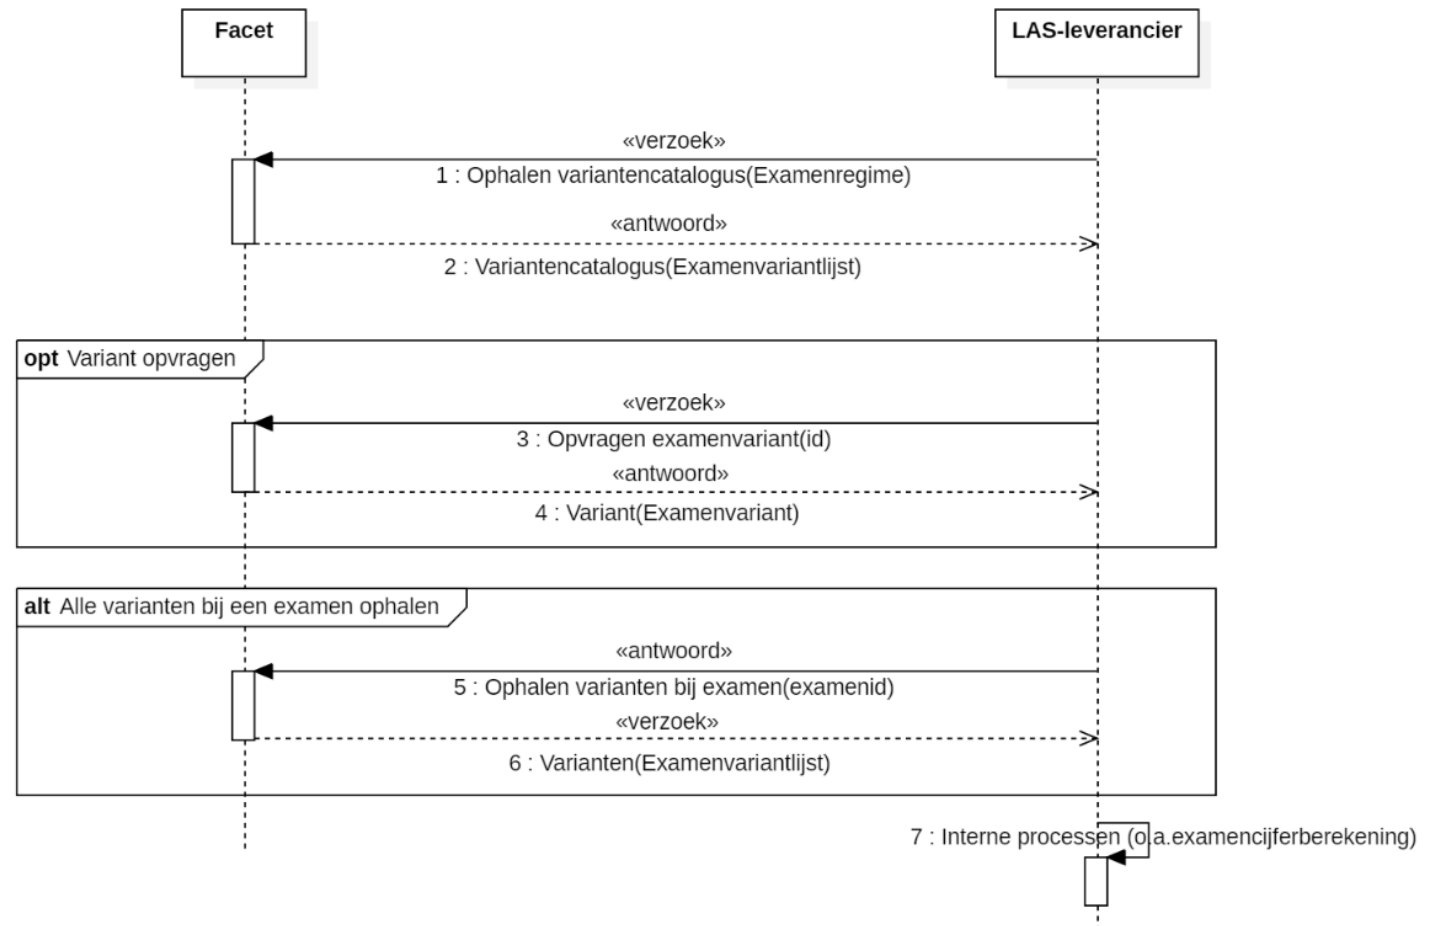 Facet
LAS-leverancier
«verzoek»
1 : Ophalen variantencatalogus(Examenregime)
«antwoord»
2 : Variantencatalogus(Examenvariantlijst)
opt Variant opvragen
«verzoek»
3 : Opvragen examenvariant(id)
«antwoord»
4 : Variant(Examenvariant)
alt Alle varianten bij een examen ophalen
«antwoord»
5 : Ophalen varianten bij examen(examenid)
«verzoek»
6 : Varianten(Examenvariantlijst)
7 : Interne processen (o.a.examencijferberekening)